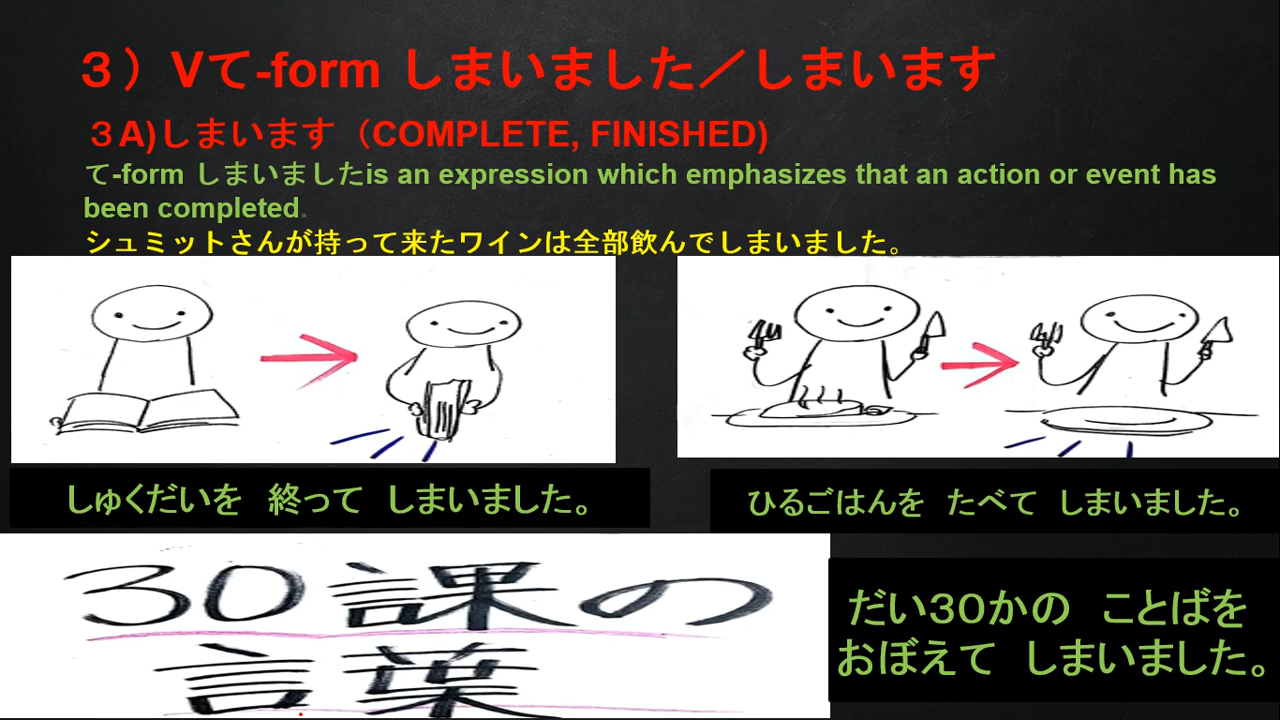 ３）Vて-form しまいました／しまいます
３A)しまいます（COMPLETE, FINISHED)
て-form しまいましたis an expression which emphasizes that an action or event has
been completed.
シュミットさんが持って来たワインは全部飲んでしまいました。
しゅくだいを　終って　しまいました。
ひるごはんを　たべて　しまいました。
30課の
言葉
だい３０かの　ことばを
おぼえて　しまいました。